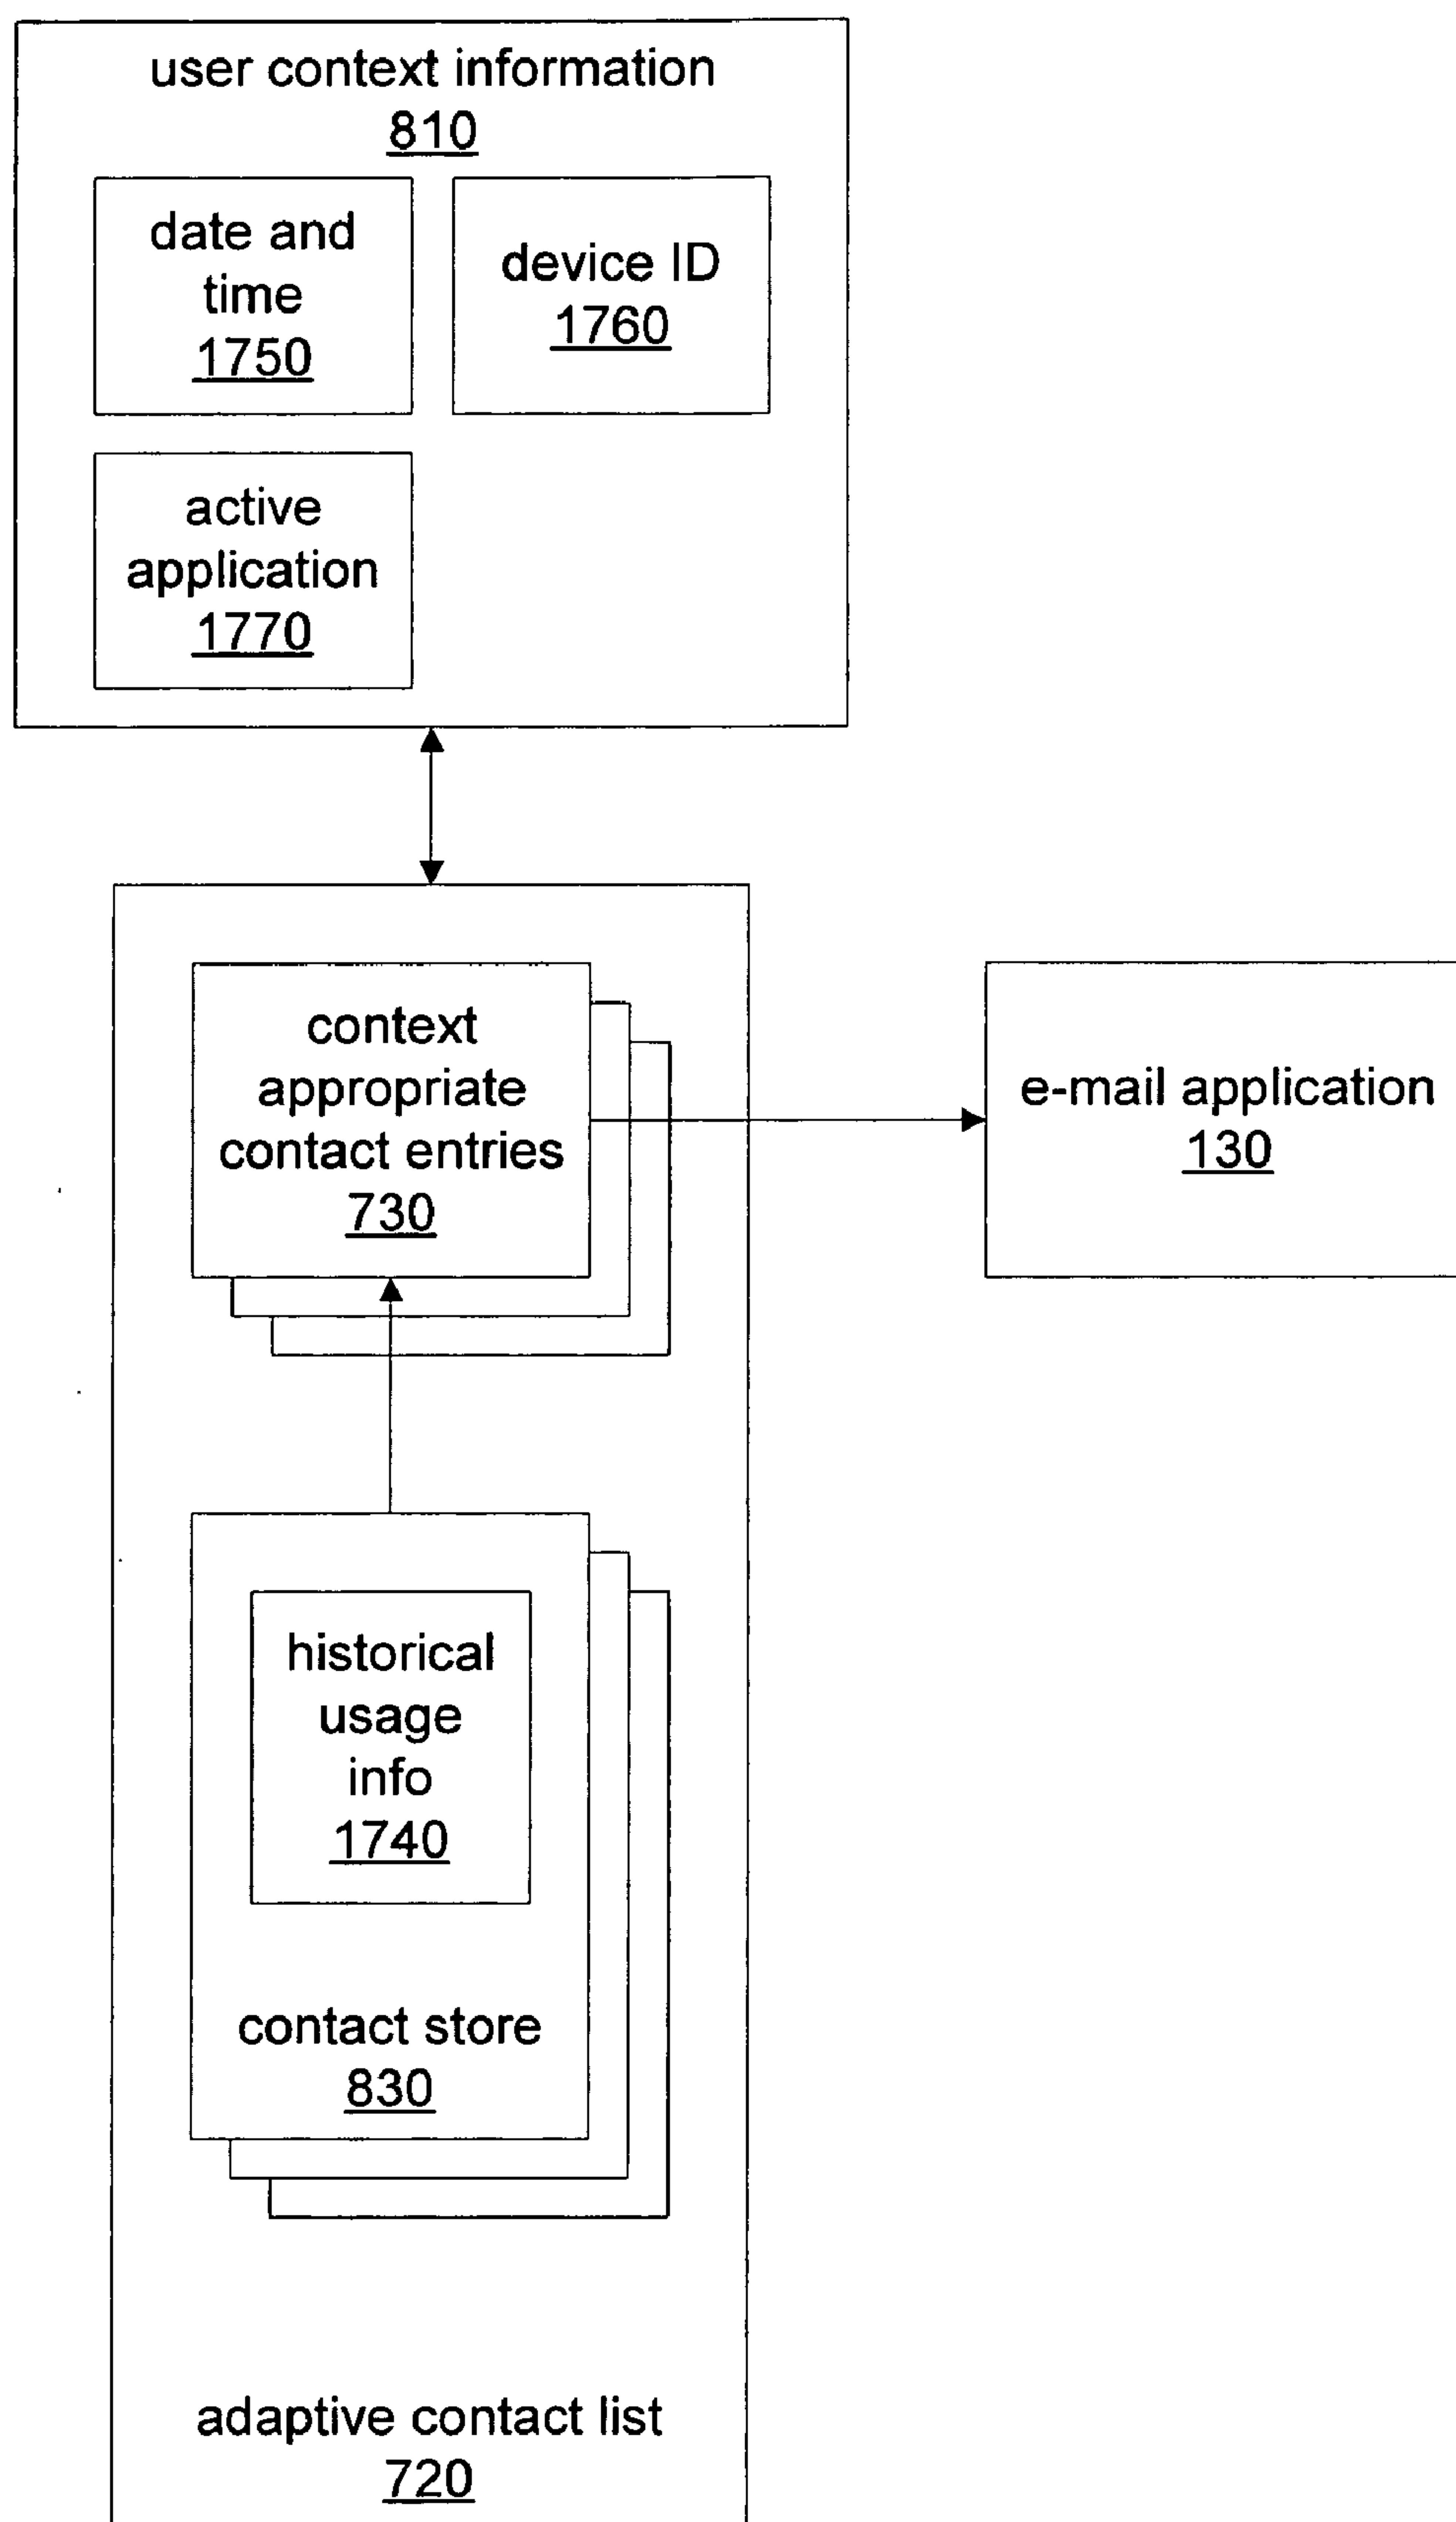 user context information
810
date and
time
1750
device ID
1760
active
application
1770
context
appropriate
contact entries
730
e-mail application
130
historical
usage
info
1740
contact store
830
adaptive contact list
720